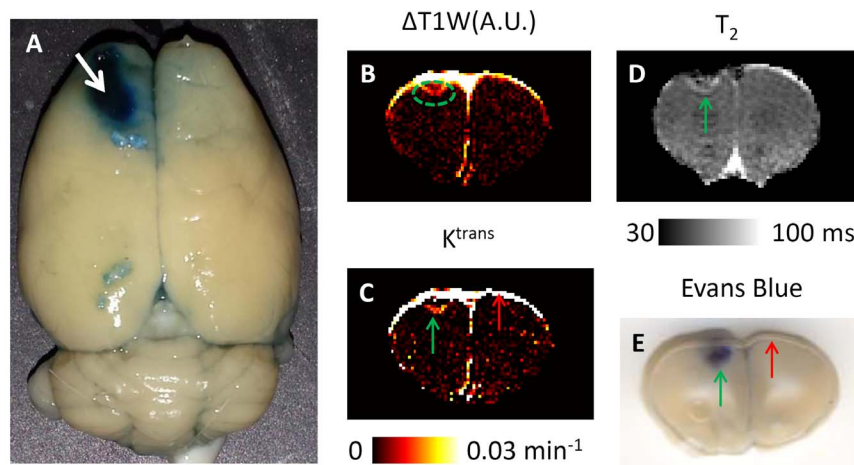 A
ΔT1W(A.U.)
B
T₂
D
30 100 ms
Kᵗʳᵃⁿˢ
C
0 0.03 min⁻¹
Evans Blue
E